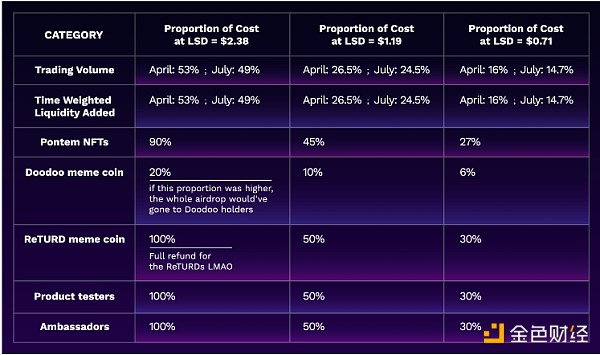 CATEGORY
Proportion of Cost
at LSD = $2.38
Proportion of Cost
at LSD = $1.19
Proportion of Cost
at LSD = $0.71
Trading Volume
April: 53% ; July: 49%
April: 26.5% ; July: 24.5%
April: 16% ; July: 14.7%
Time Weighted
Liquidity Added
April: 53% ; July: 49%
April: 26.5% ; July: 24.5%
April: 16% ; July: 14.7%
Pontem NFTs
90%
45%
27%
Doodoo meme coin
20%
if this proportion was higher,
the whole airdrop would've
gone to Doodoo holders
10%
6%
ReTURD meme coin
100%
Full refund for
the ReTURDs LMAO
50%
30%
Product testers
100%
50%
30%
Ambassadors
100%
50%
30%
金色财经